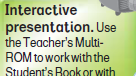 Interactive
presentation. Use
the Teacher's Multi-
ROM to work with the
Student's Book or with